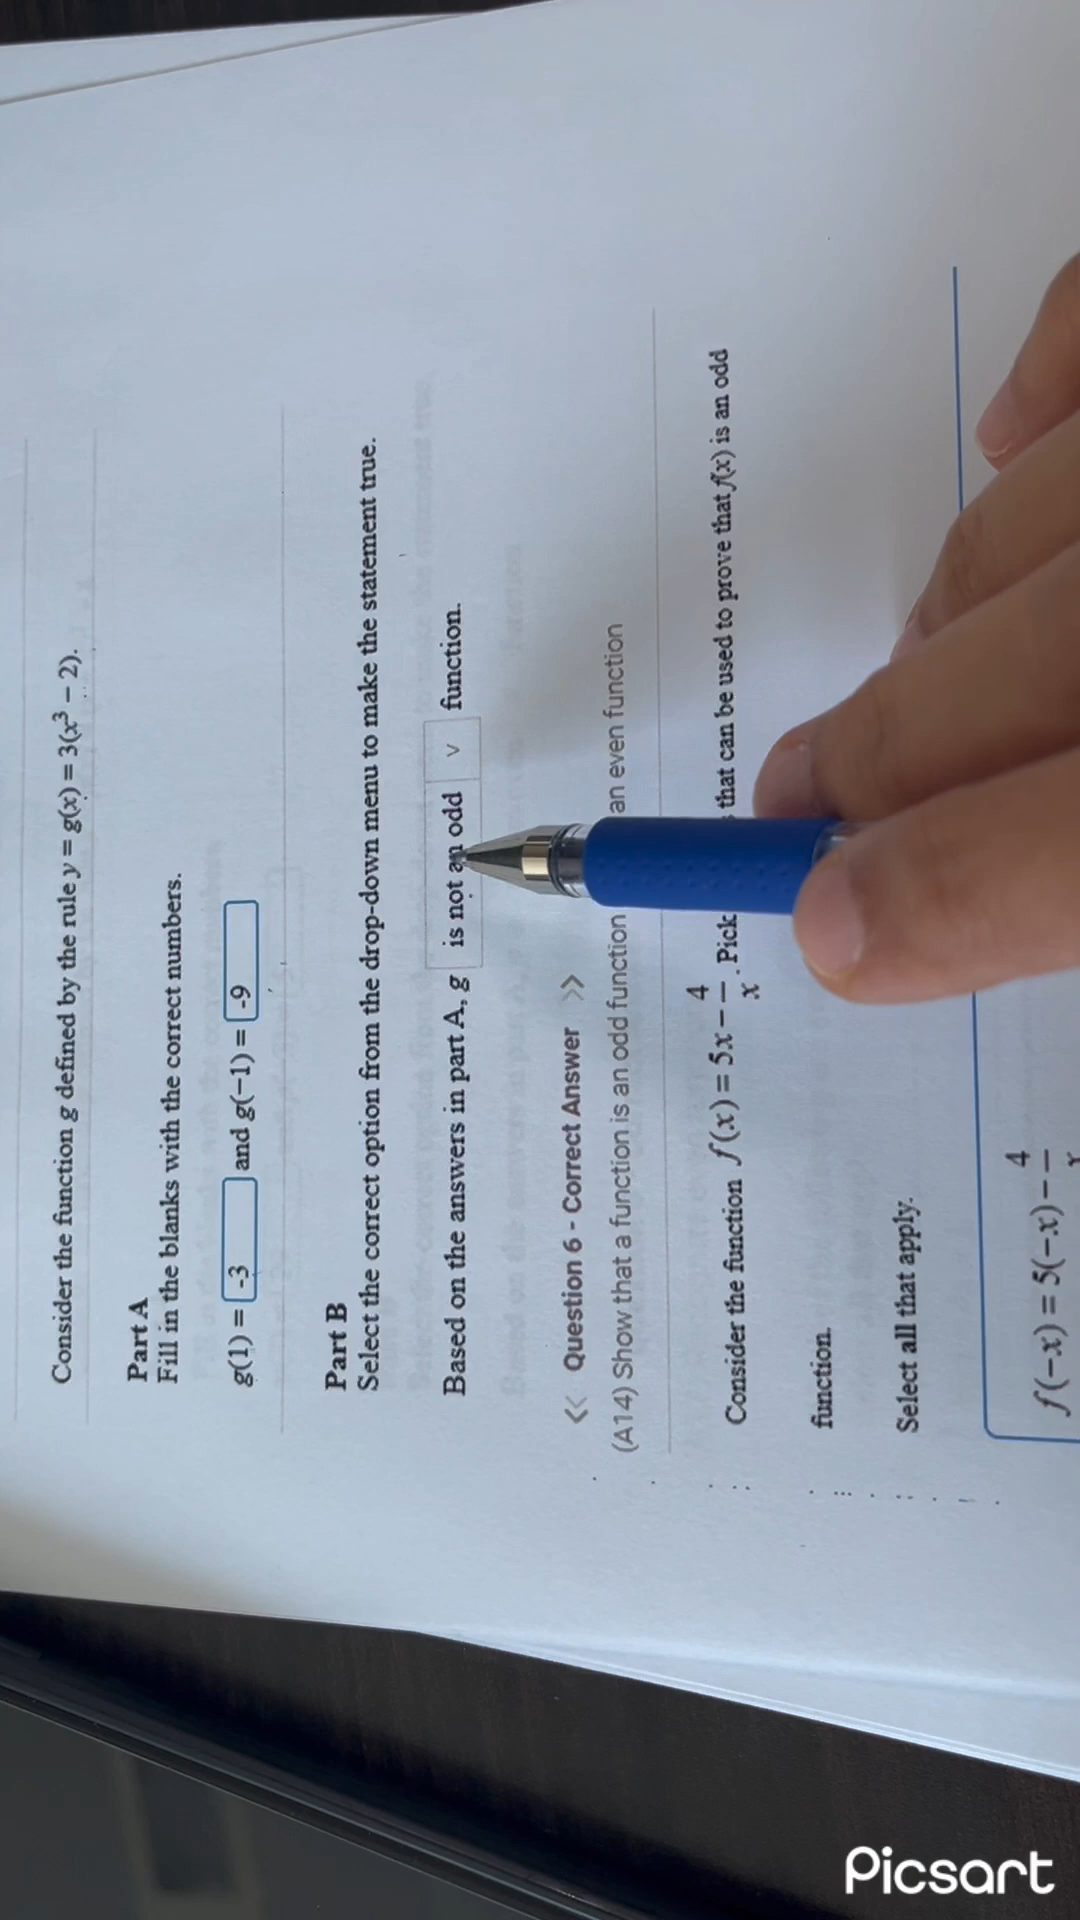 Consider the function g defined by the rule y = g(x) = 3(x³ − 2).
Part A
Fill in the blanks with the correct numbers.
g(1) = -3 and g(−1) = -9
Part B
Select the correct option from the drop-down menu to make the statement true.
Based on the answers in part A, g is not an odd v function.
<< Question 6 - Correct Answer >>
(A14) Show that a function is an odd function an even function
Consider the function f(x) = 5x − 4/x. Pick that can be used to prove that f(x) is an odd
function.
Select all that apply.
f(−x) = 5(−x) − 4/x
Picsart